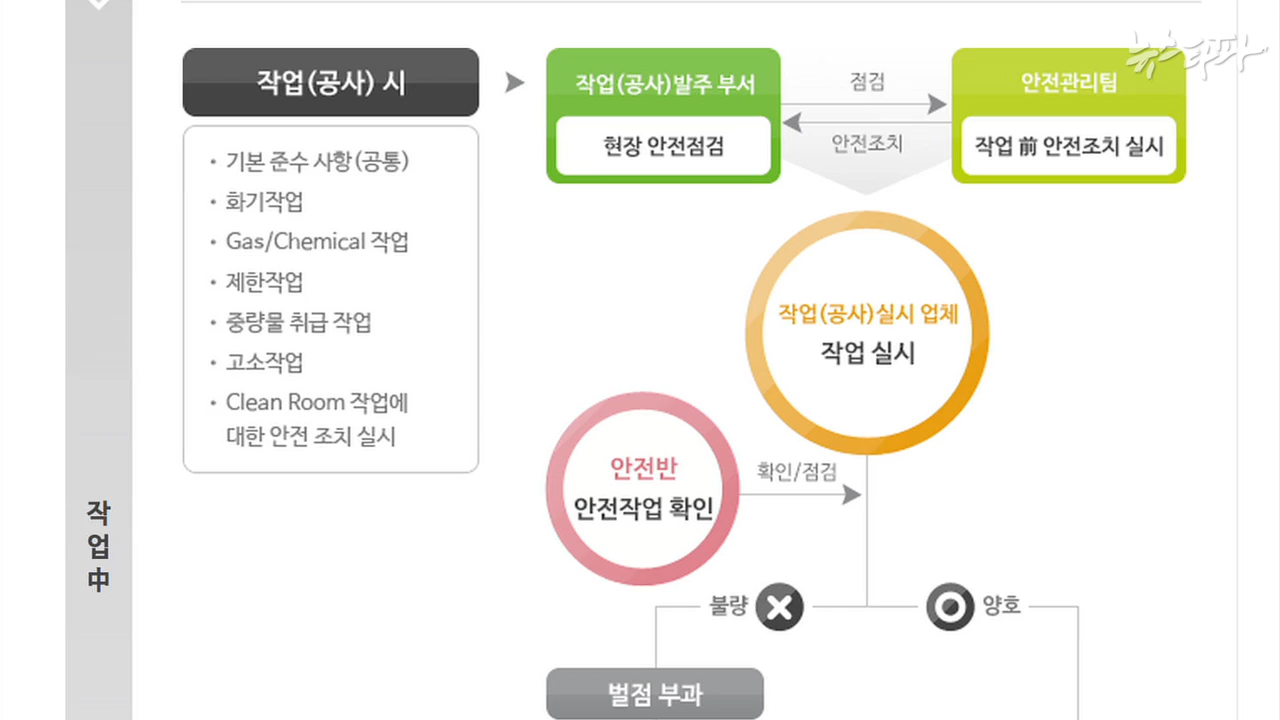 뉴스타파
작업(공사) 시
작업(공사)발주 부서
현장 안전점검
점검
안전조치
안전관리팀
작업 前 안전조치 실시
• 기본 준수 사항(공통)
• 화기작업
• Gas/Chemical 작업
• 제한작업
• 중량물 취급 작업
• 고소작업
• Clean Room 작업에
대한 안전 조치 실시
작업(공사)실시 업체
작업 실시
안전반
안전작업 확인
확인/점검
작
업
中
불량
양호
벌점 부과